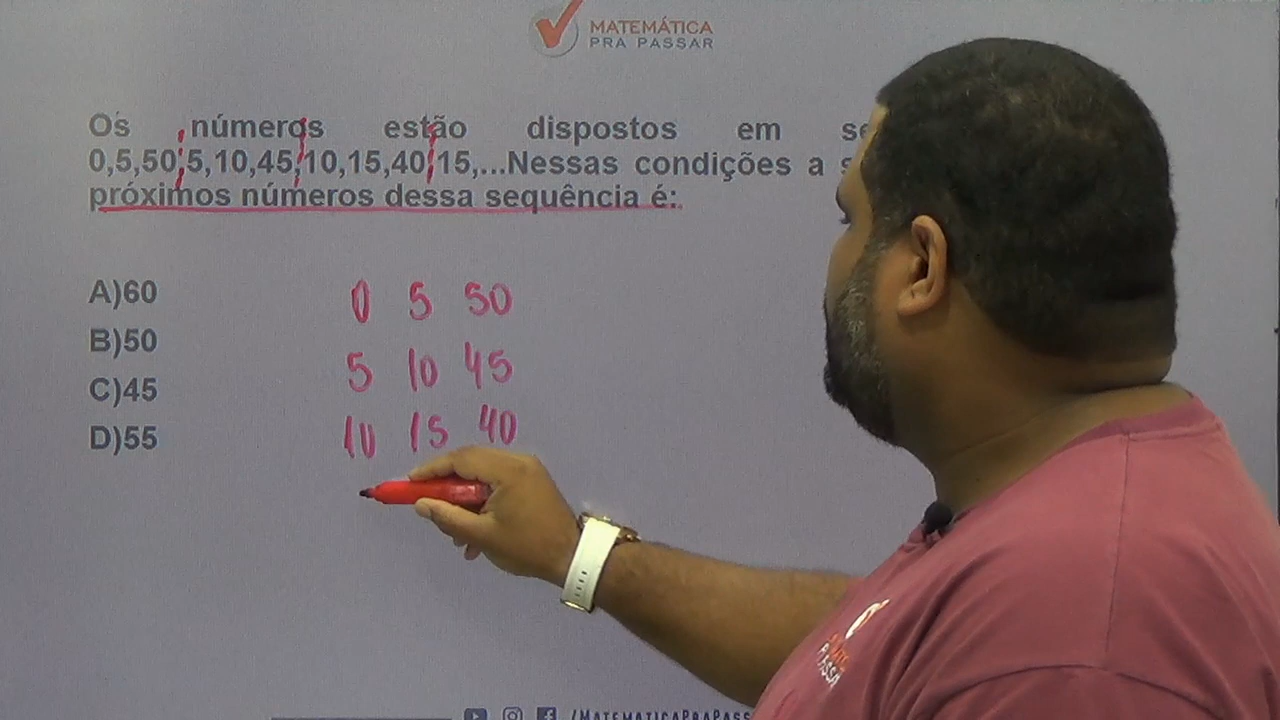 MATEMÁTICA
PRA PASSAR
Os números estão dispostos em
0,5,50,5,10,45,10,15,40,15,...Nessas condições a
próximos números dessa sequência é:
A)60
B)50
C)45
D)55
0 5 50
5 10 45
10 15 40
/MATEMATICAPRAPASS